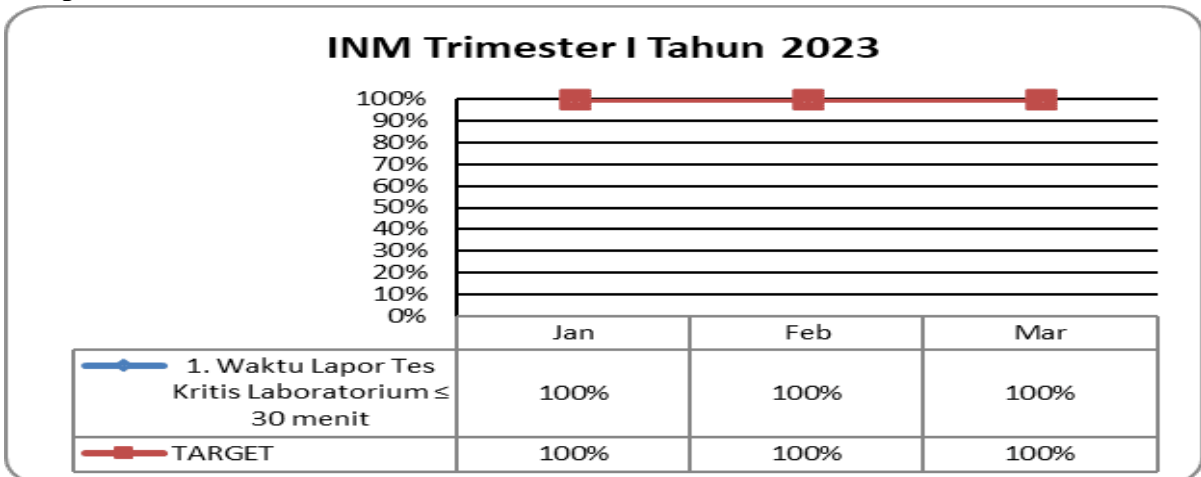 INM Trimester I Tahun 2023
100%
90%
80%
70%
60%
50%
40%
30%
20%
10%
0%
Jan Feb Mar
1. Waktu Lapor Tes
Kritis Laboratorium ≤
30 menit
100% 100% 100%
TARGET 100% 100% 100%